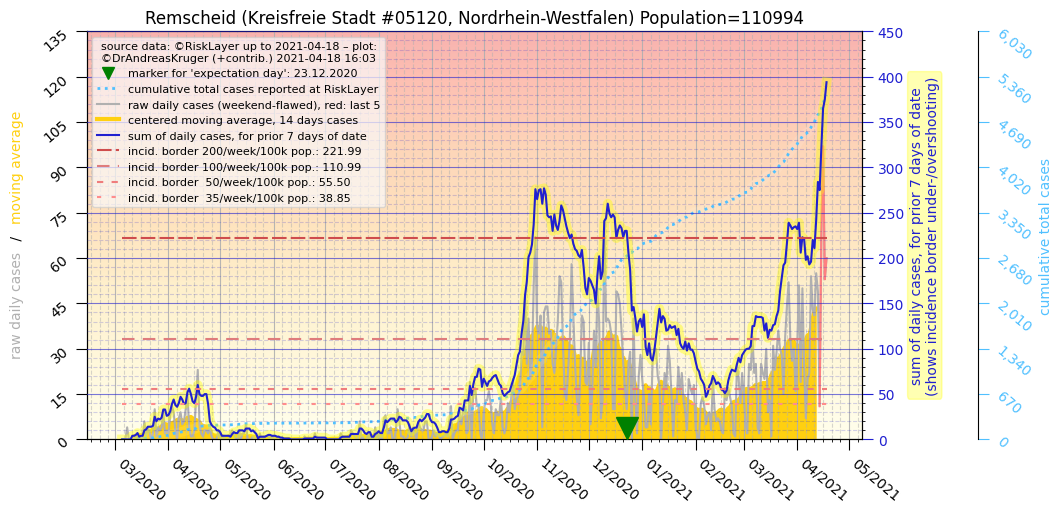 Remscheid (Kreisfreie Stadt #05120, Nordrhein-Westfalen) Population=110994
source data: ©RiskLayer up to 2021-04-18 – plot:
©DrAndreasKruger (+contrib.) 2021-04-18 16:03
marker for 'expectation day': 23.12.2020
cumulative total cases reported at RiskLayer
raw daily cases (weekend-flawed), red: last 5
centered moving average, 14 days cases
sum of daily cases, for prior 7 days of date
incid. border 200/week/100k pop.: 221.99
incid. border 100/week/100k pop.: 110.99
incid. border  50/week/100k pop.: 55.50
incid. border  35/week/100k pop.: 38.85
raw daily cases / moving average
135
120
105
90
75
60
45
30
15
0
03/2020
04/2020
05/2020
06/2020
07/2020
08/2020
09/2020
10/2020
11/2020
12/2020
01/2021
02/2021
03/2021
04/2021
05/2021
450
400
350
300
250
200
150
100
50
0
sum of daily cases, for prior 7 days of date
(shows incidence border under-/overshooting)
6,030
5,360
4,690
4,020
3,350
2,680
2,010
1,340
670
0
cumulative total cases